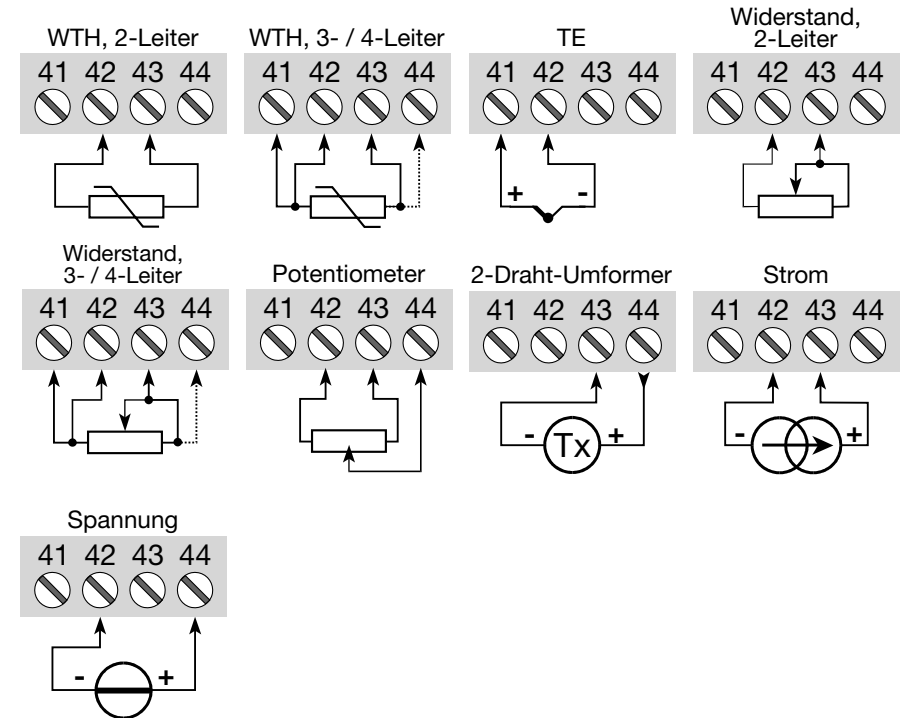 WTH, 2-Leiter
41 42 43 44
WTH, 3- / 4-Leiter
41 42 43 44
TE
41 42 43 44
+ -
Widerstand,
2-Leiter
41 42 43 44
Widerstand,
3- / 4-Leiter
41 42 43 44
Potentiometer
41 42 43 44
2-Draht-Umformer
41 42 43 44
- Tx +
Strom
41 42 43 44
- +
Spannung
41 42 43 44
- +